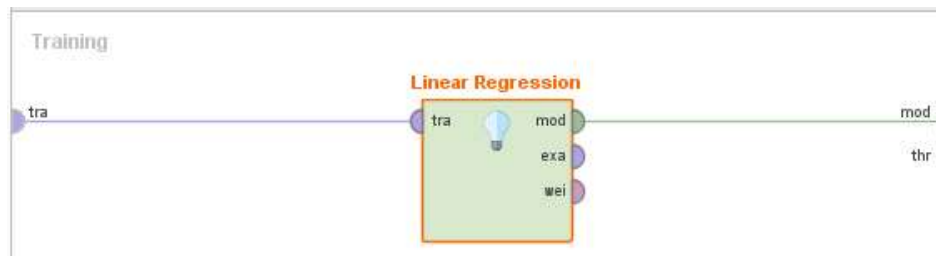 Training
Linear Regression
tra
tra
mod
mod
exa
thr
wei